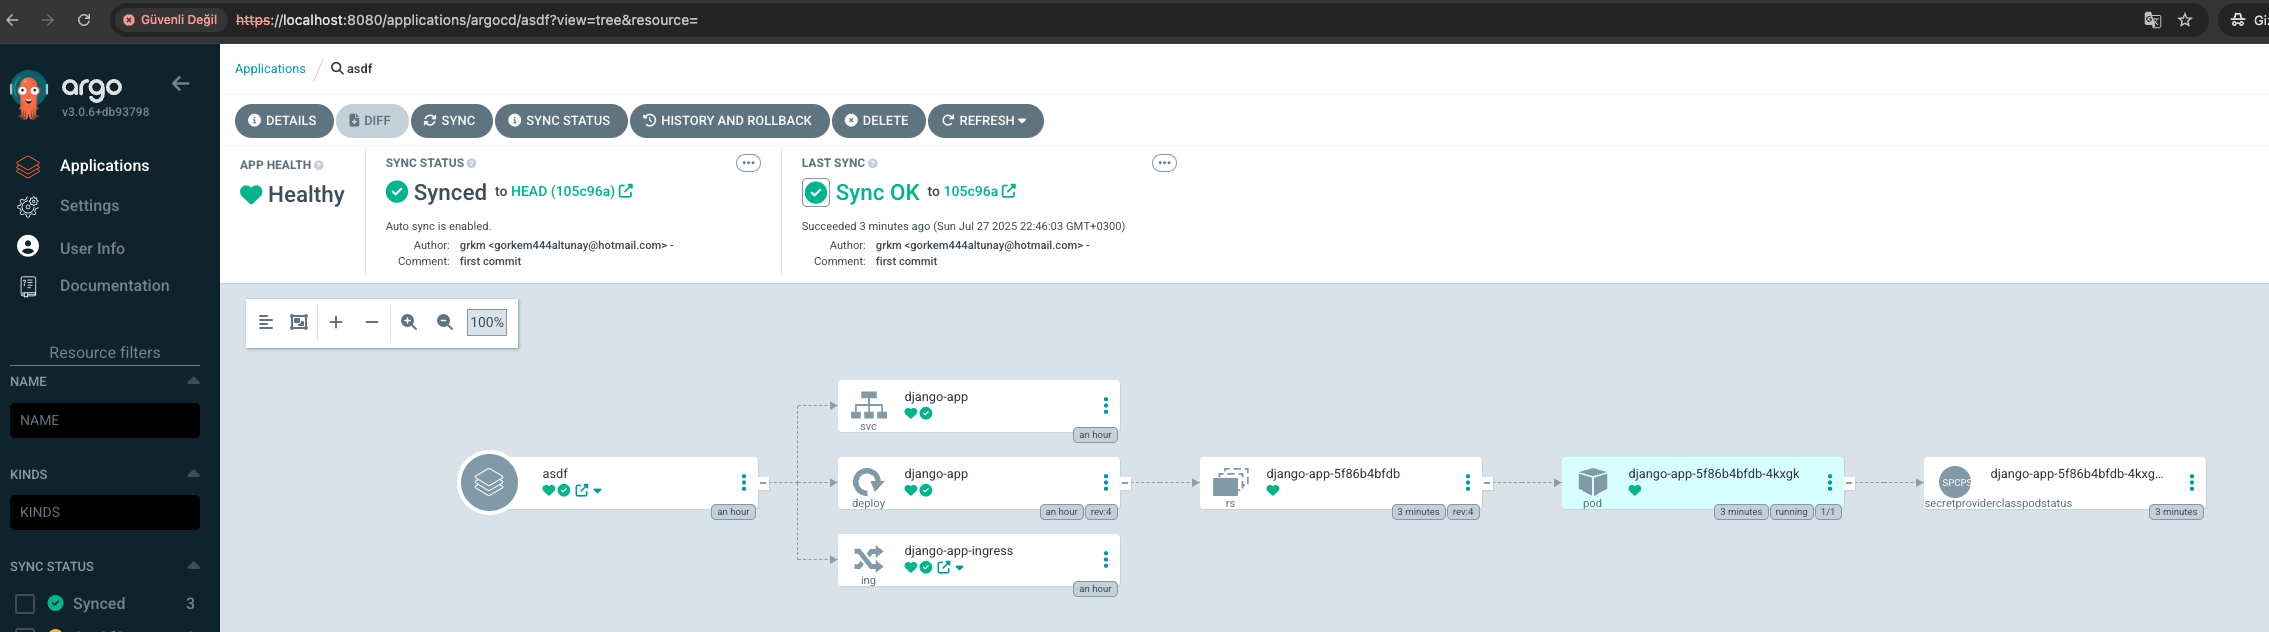 Güvenli Değil https://localhost:8080/applications/argocd/asdf?view=tree&resource=
argo
v3.0.6+db93798
Applications
Settings
User Info
Documentation
Resource filters
NAME
NAME
KINDS
KINDS
SYNC STATUS
Synced 3
Applications / asdf
DETAILS DIFF SYNC SYNC STATUS HISTORY AND ROLLBACK DELETE REFRESH
APP HEALTH
Healthy
SYNC STATUS
Synced to HEAD (105c96a)
Auto sync is enabled.
Author: grkm <gorkem444altunay@hotmail.com> -
Comment: first commit
LAST SYNC
Sync OK to 105c96a
Succeeded 3 minutes ago (Sun Jul 27 2025 22:46:03 GMT+0300)
Author: grkm <gorkem444altunay@hotmail.com> -
Comment: first commit
100%
asdf
an hour
django-app
svc
an hour
django-app
deploy
an hour rev:4
django-app-ingress
ing
an hour
django-app-5f86b4bfdb
rs
3 minutes rev:4
django-app-5f86b4bfdb-4kxgk
pod
3 minutes running 1/1
django-app-5f86b4bfdb-4kxg...
SPCPS
secretproviderclasspodstatus
3 minutes